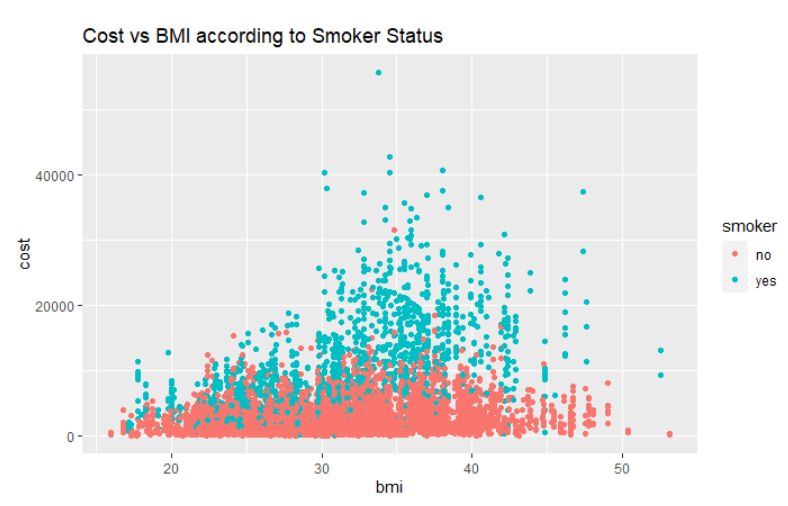 Cost vs BMI according to Smoker Status
cost
40000
20000
0
20
30
40
50
bmi
smoker
no
yes